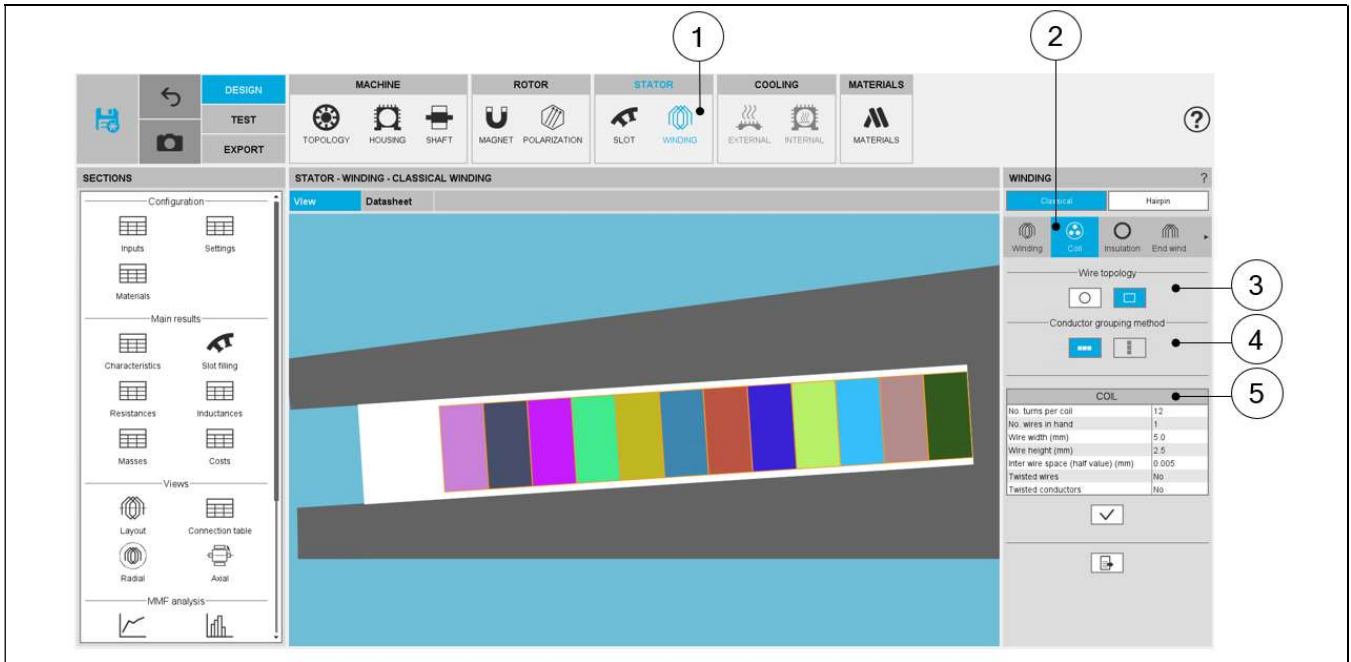 1
2
DESIGN
TEST
EXPORT
MACHINE
TOPOLOGY HOUSING SHAFT
ROTOR
MAGNET POLARIZATION
STATOR
SLOT WINDING
COOLING
EXTERNAL INTERNAL
MATERIALS
MATERIALS
?
SECTIONS
Configuration
Inputs Settings
Materials
Main results
Characteristics Slot filling
Resistances Inductances
Masses Costs
Views
Layout Connection table
Radial Axial
MMF analysis
STATOR - WINDING - CLASSICAL WINDING
View Datasheet
WINDING ?
Classical Hairpin
Winding Coil Insulation End wind
Wire topology
3
Conductor grouping method
4
COIL
5
No. turns per coil 12
No. wires in hand 1
Wire width (mm) 5.0
Wire height (mm) 2.5
Inter wire space (half value) (mm) 0.005
Twisted wires No
Twisted conductors No